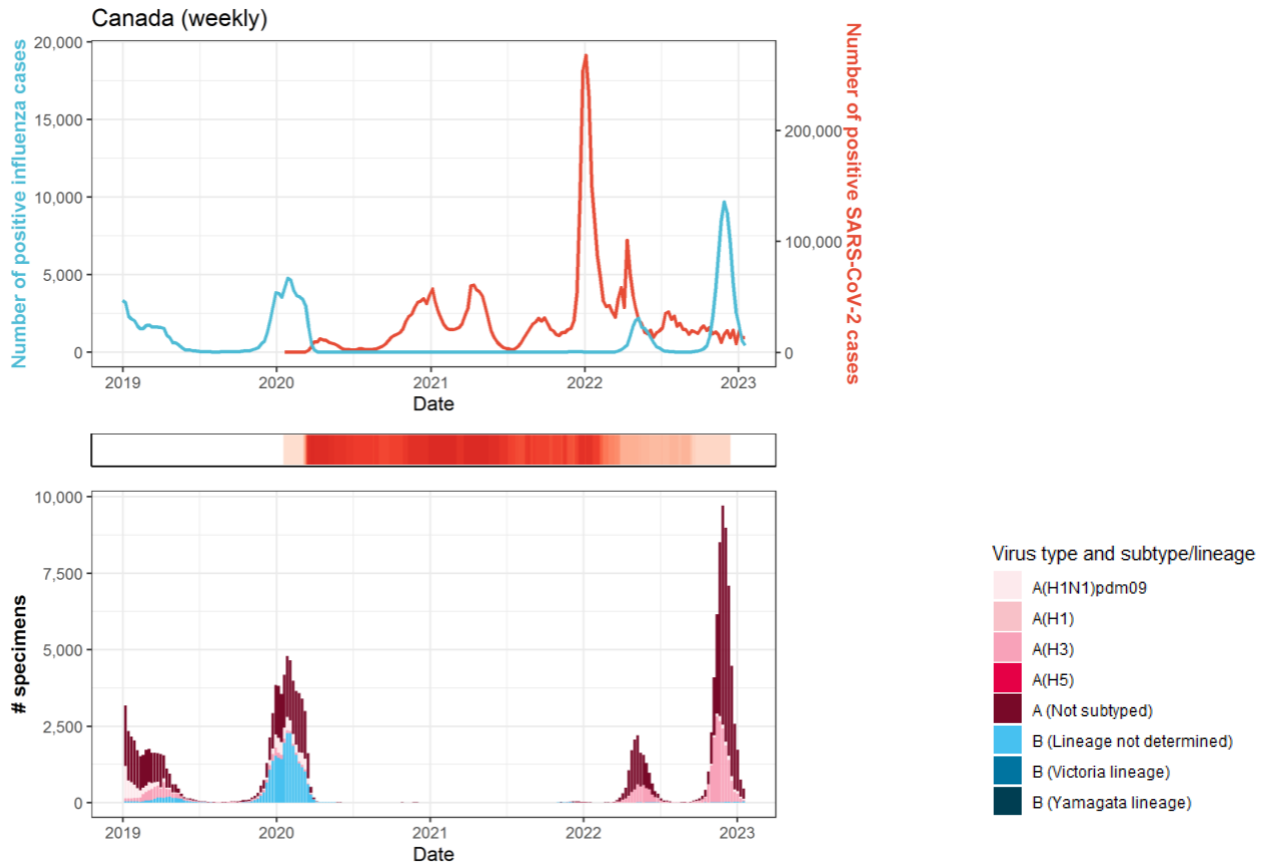 Canada (weekly)
Number of positive influenza cases
20,000
15,000
10,000
5,000
0
Number of positive SARS-CoV-2 cases
200,000
100,000
0
2019 2020 2021 2022 2023
Date
# specimens
10,000
7,500
5,000
2,500
0
2019 2020 2021 2022 2023
Date
Virus type and subtype/lineage
A(H1N1)pdm09
A(H1)
A(H3)
A(H5)
A (Not subtyped)
B (Lineage not determined)
B (Victoria lineage)
B (Yamagata lineage)